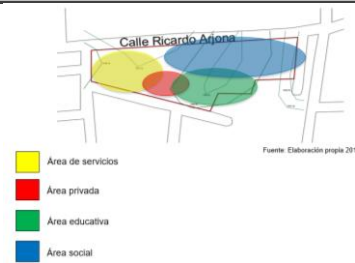 Calle Ricardo Arjona
Fuente: Elaboración propia 201
Área de servicios
Área privada
Área educativa
Área social